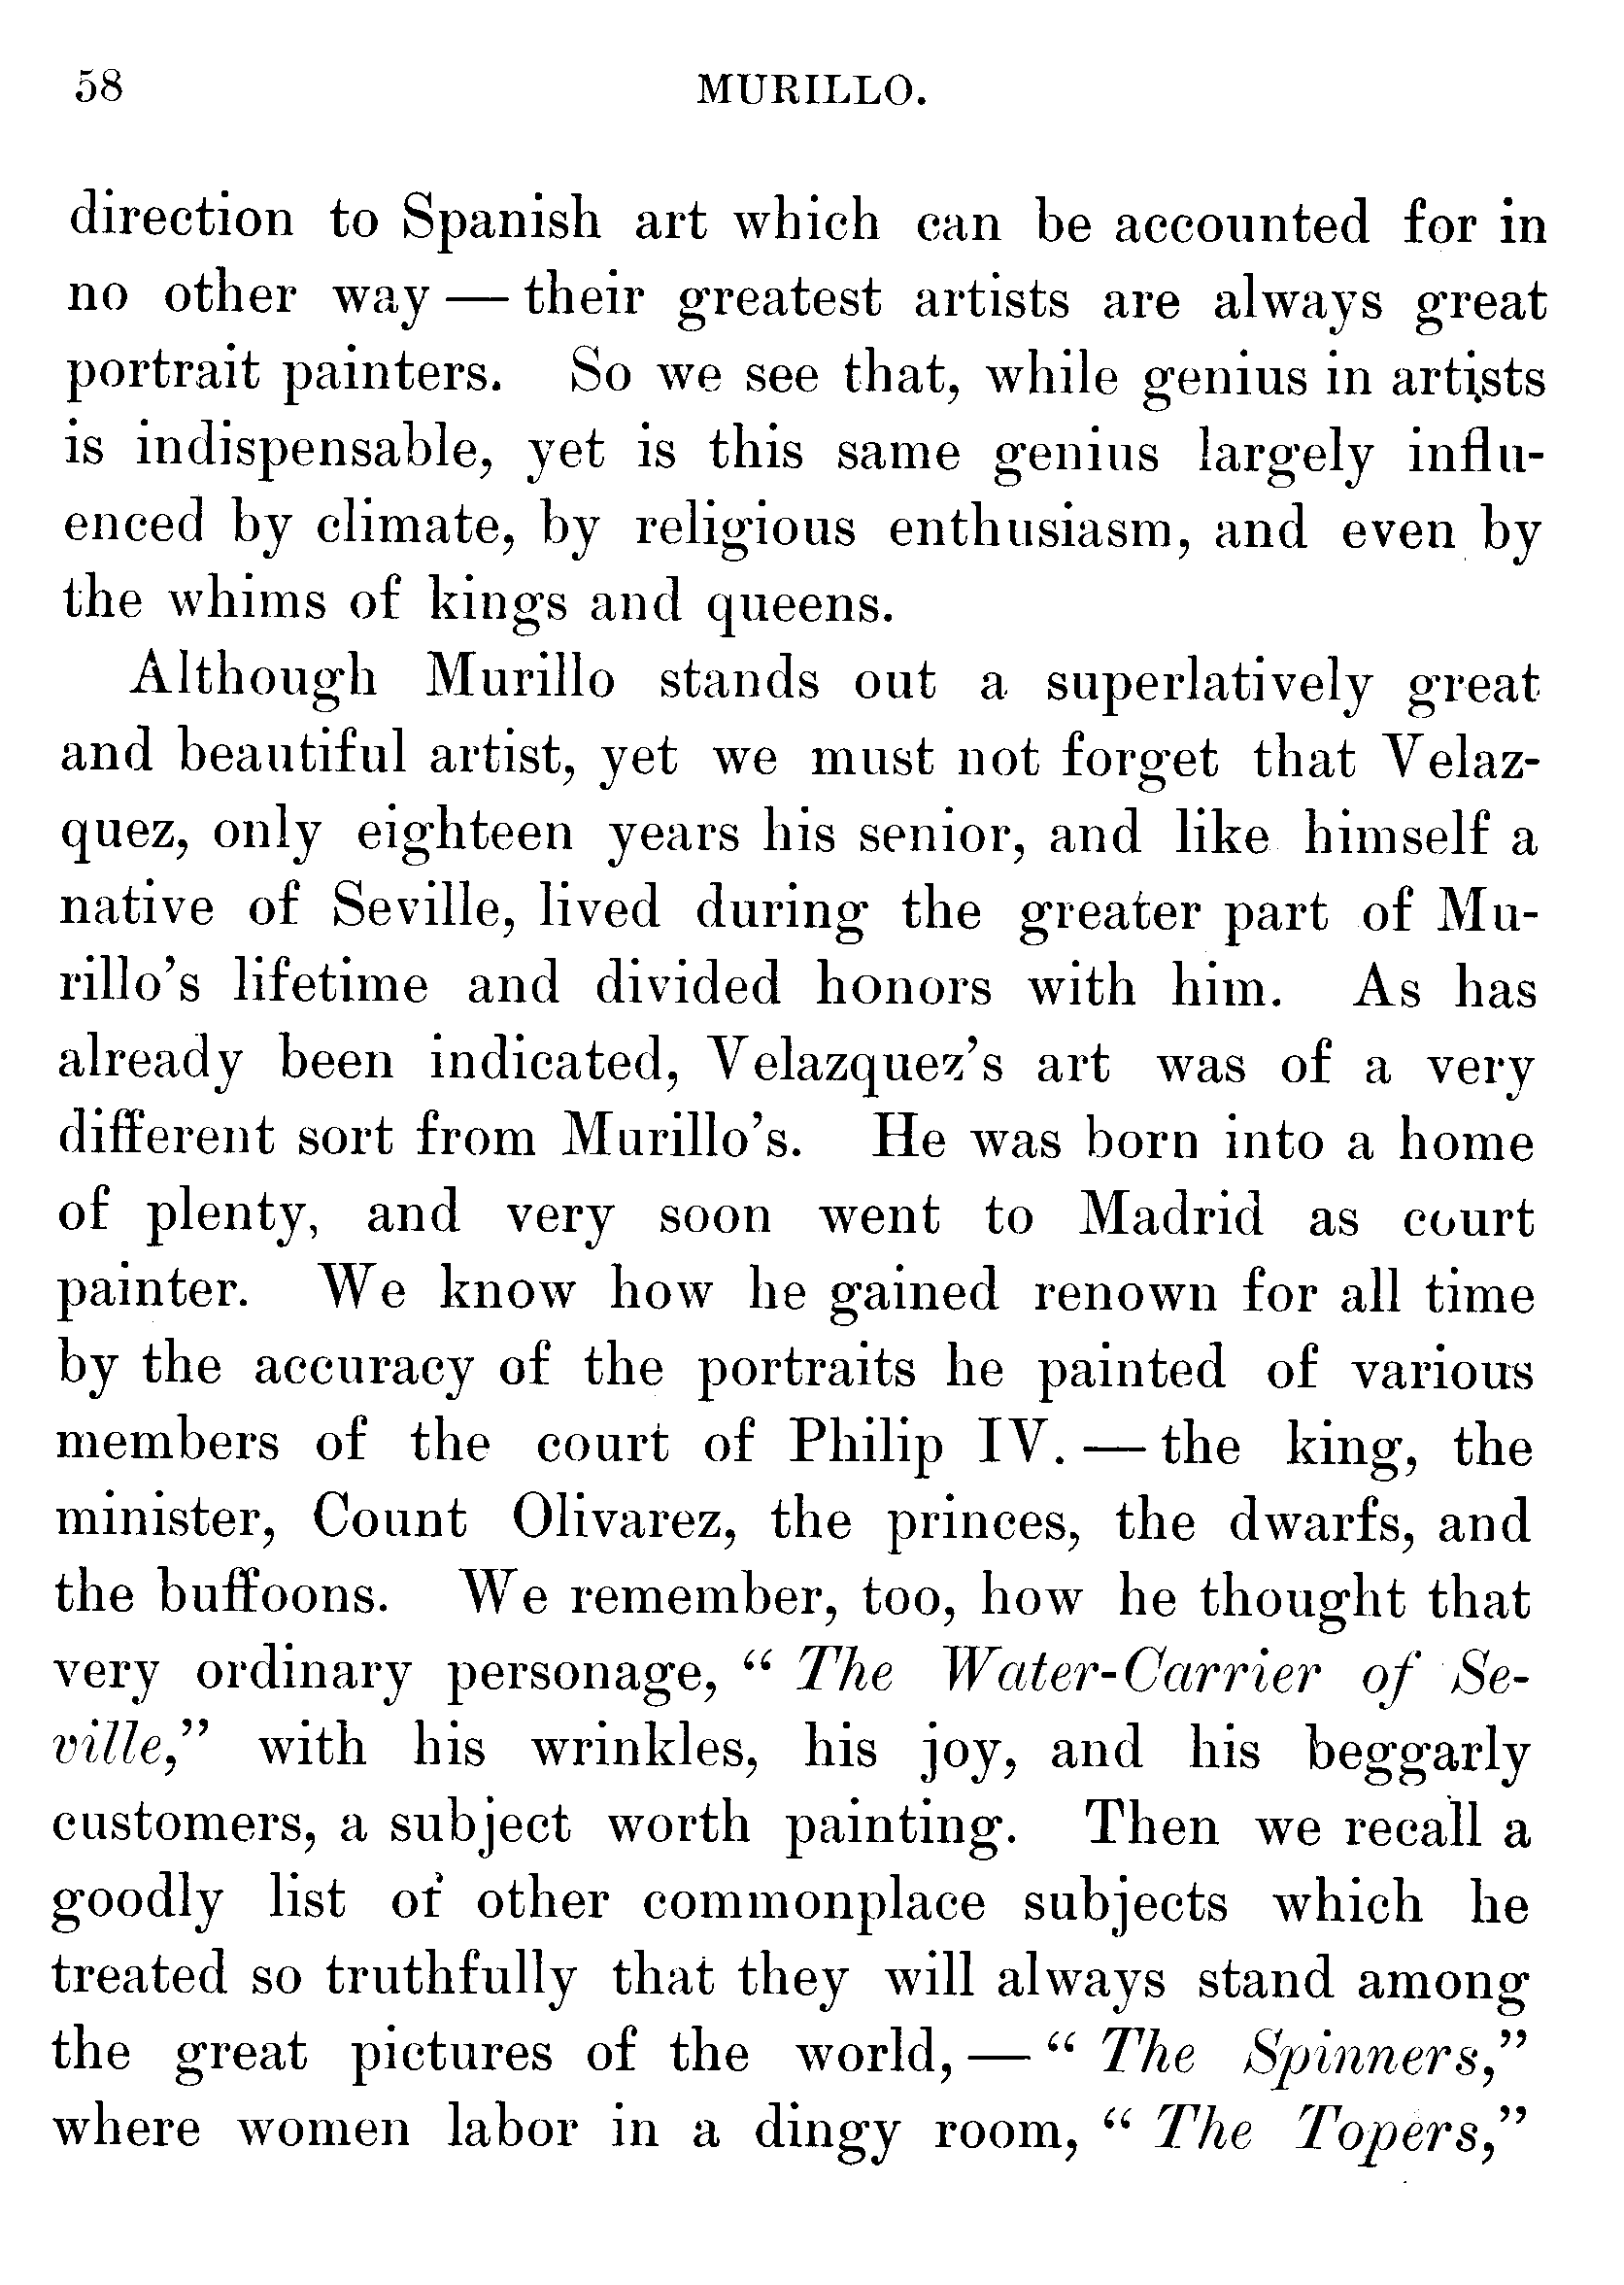 58 MURILLO.
direction to Spanish art which can be accounted for in
no other way — their greatest artists are always great
portrait painters. So we see that, while genius in artists
is indispensable, yet is this same genius largely influ-
enced by climate, by religious enthusiasm, and even by
the whims of kings and queens.
Although Murillo stands out a superlatively great
and beautiful artist, yet we must not forget that Velaz-
quez, only eighteen years his senior, and like himself a
native of Seville, lived during the greater part of Mu-
rillo's lifetime and divided honors with him. As has
already been indicated, Velazquez's art was of a very
different sort from Murillo's. He was born into a home
of plenty, and very soon went to Madrid as court
painter. We know how he gained renown for all time
by the accuracy of the portraits he painted of various
members of the court of Philip IV. — the king, the
minister, Count Olivarez, the princes, the dwarfs, and
the buffoons. We remember, too, how he thought that
very ordinary personage, “ The Water-Carrier of Se-
ville,” with his wrinkles, his joy, and his beggarly
customers, a subject worth painting. Then we recall a
goodly list of other commonplace subjects which he
treated so truthfully that they will always stand among
the great pictures of the world, — “ The Spinners,”
where women labor in a dingy room, “ The Topers,”